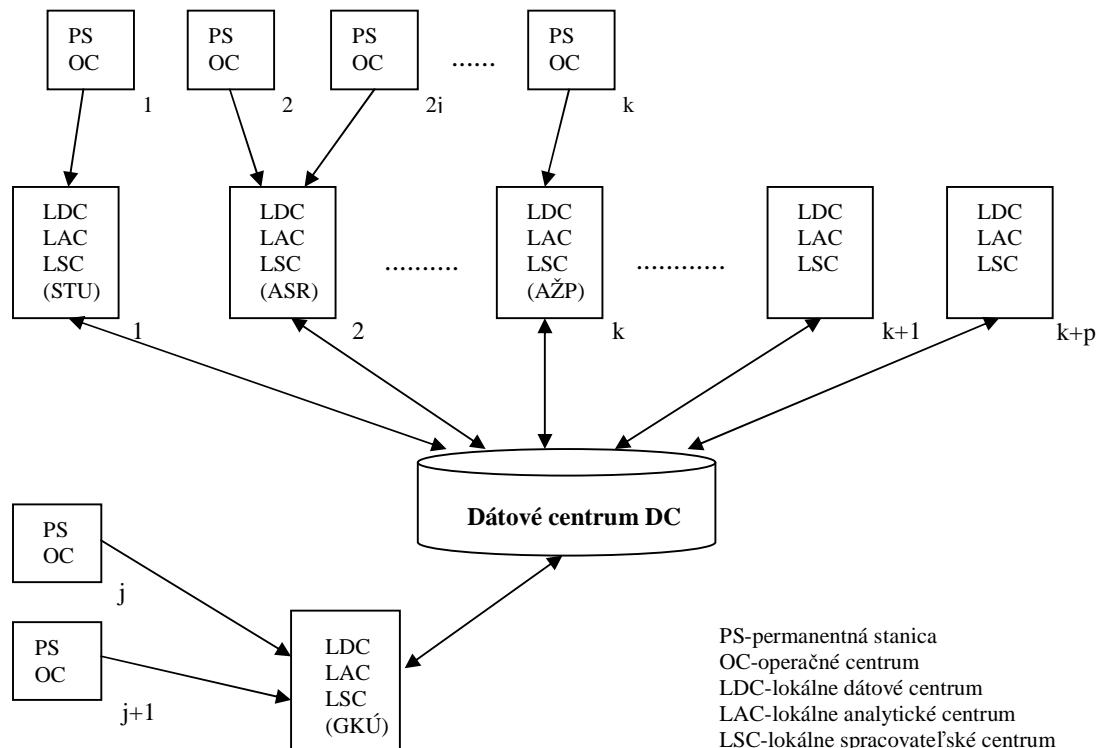 PS
OC
1
PS
OC
2
PS
OC
2j
......
PS
OC
k
LDC
LAC
LSC
(STU)
1
LDC
LAC
LSC
(ASR)
2
..........
LDC
LAC
LSC
(AŽP)
k
............
LDC
LAC
LSC
k+1
LDC
LAC
LSC
k+p
Dátové centrum DC
PS
OC
j
PS
OC
j+1
LDC
LAC
LSC
(GKÚ)
PS-permanentná stanica
OC-operačné centrum
LDC-lokálne dátové centrum
LAC-lokálne analytické centrum
LSC-lokálne spracovateľské centrum